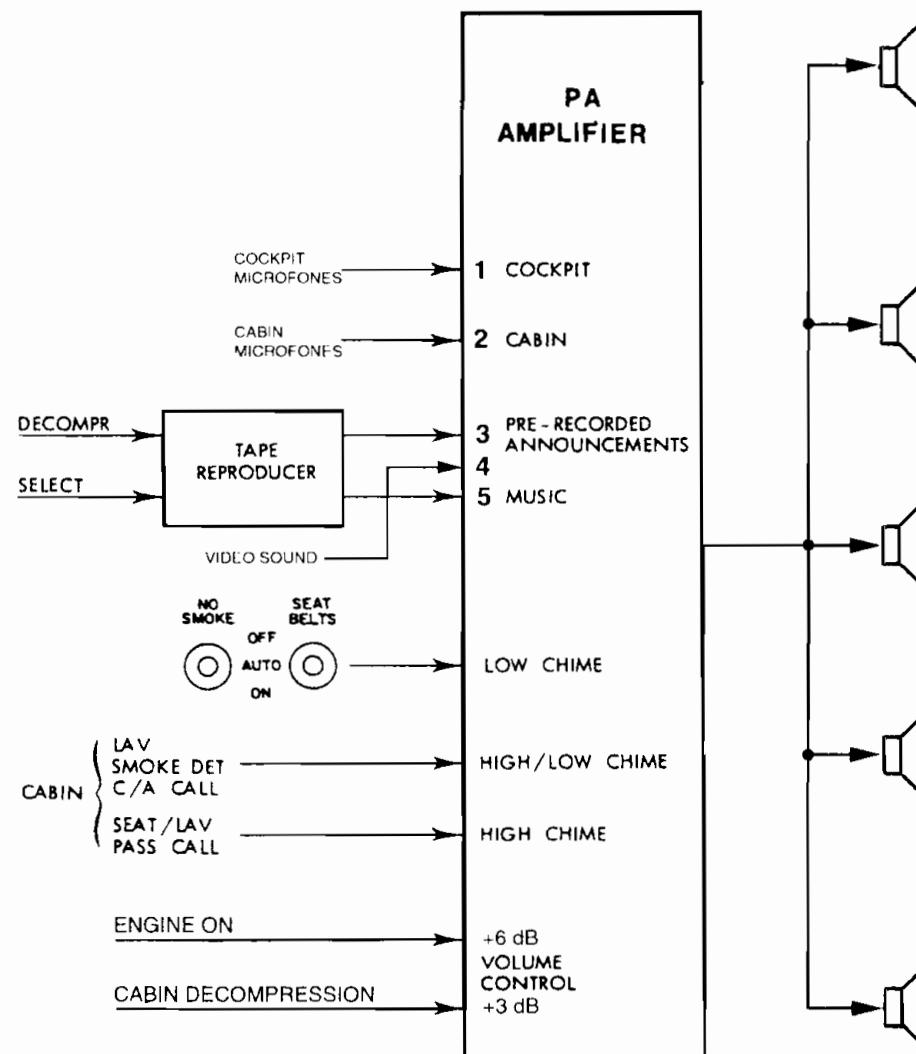 PA
AMPLIFIER
COCKPIT
MICROFONES
1 COCKPIT
CABIN
MICROFONES
2 CABIN
DECOMPR
SELECT
TAPE
REPRODUCER
3 PRE-RECORDED
ANNOUNCEMENTS
4
5 MUSIC
VIDEO SOUND
NO
SMOKE
SEAT
BELTS
OFF
AUTO
ON
LOW CHIME
CABIN
LAV
SMOKE DET
C/A CALL
HIGH/LOW CHIME
SEAT/LAV
PASS CALL
HIGH CHIME
ENGINE ON
+6 dB
VOLUME
CONTROL
CABIN DECOMPRESSION
+3 dB